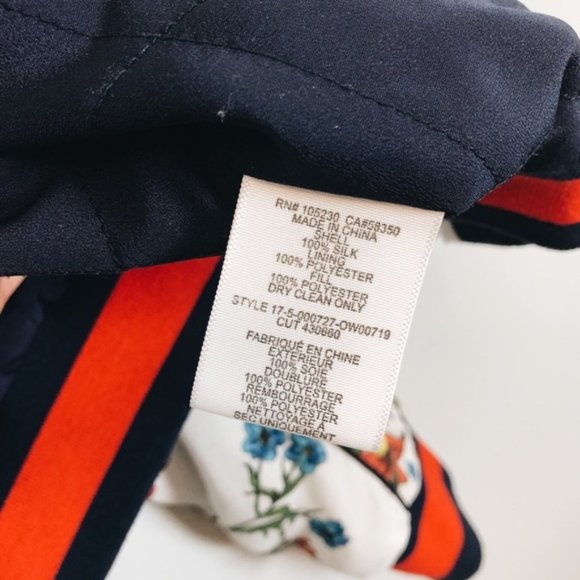 RN# 105230 CA#58350
MADE IN CHINA
SHELL
100% SILK
LINING
100% POLYESTER
FILL
100% POLYESTER
DRY CLEAN ONLY
STYLE 17-5-000727-OW00719
CUT 430660
FABRIQUÉ EN CHINE
EXTERIEUR
100% SOIE
DOUBLURE
100% POLYESTER
REMBOURRAGE
100% POLYESTER
NETTOYAGE À
SEC UNIQUEMENT